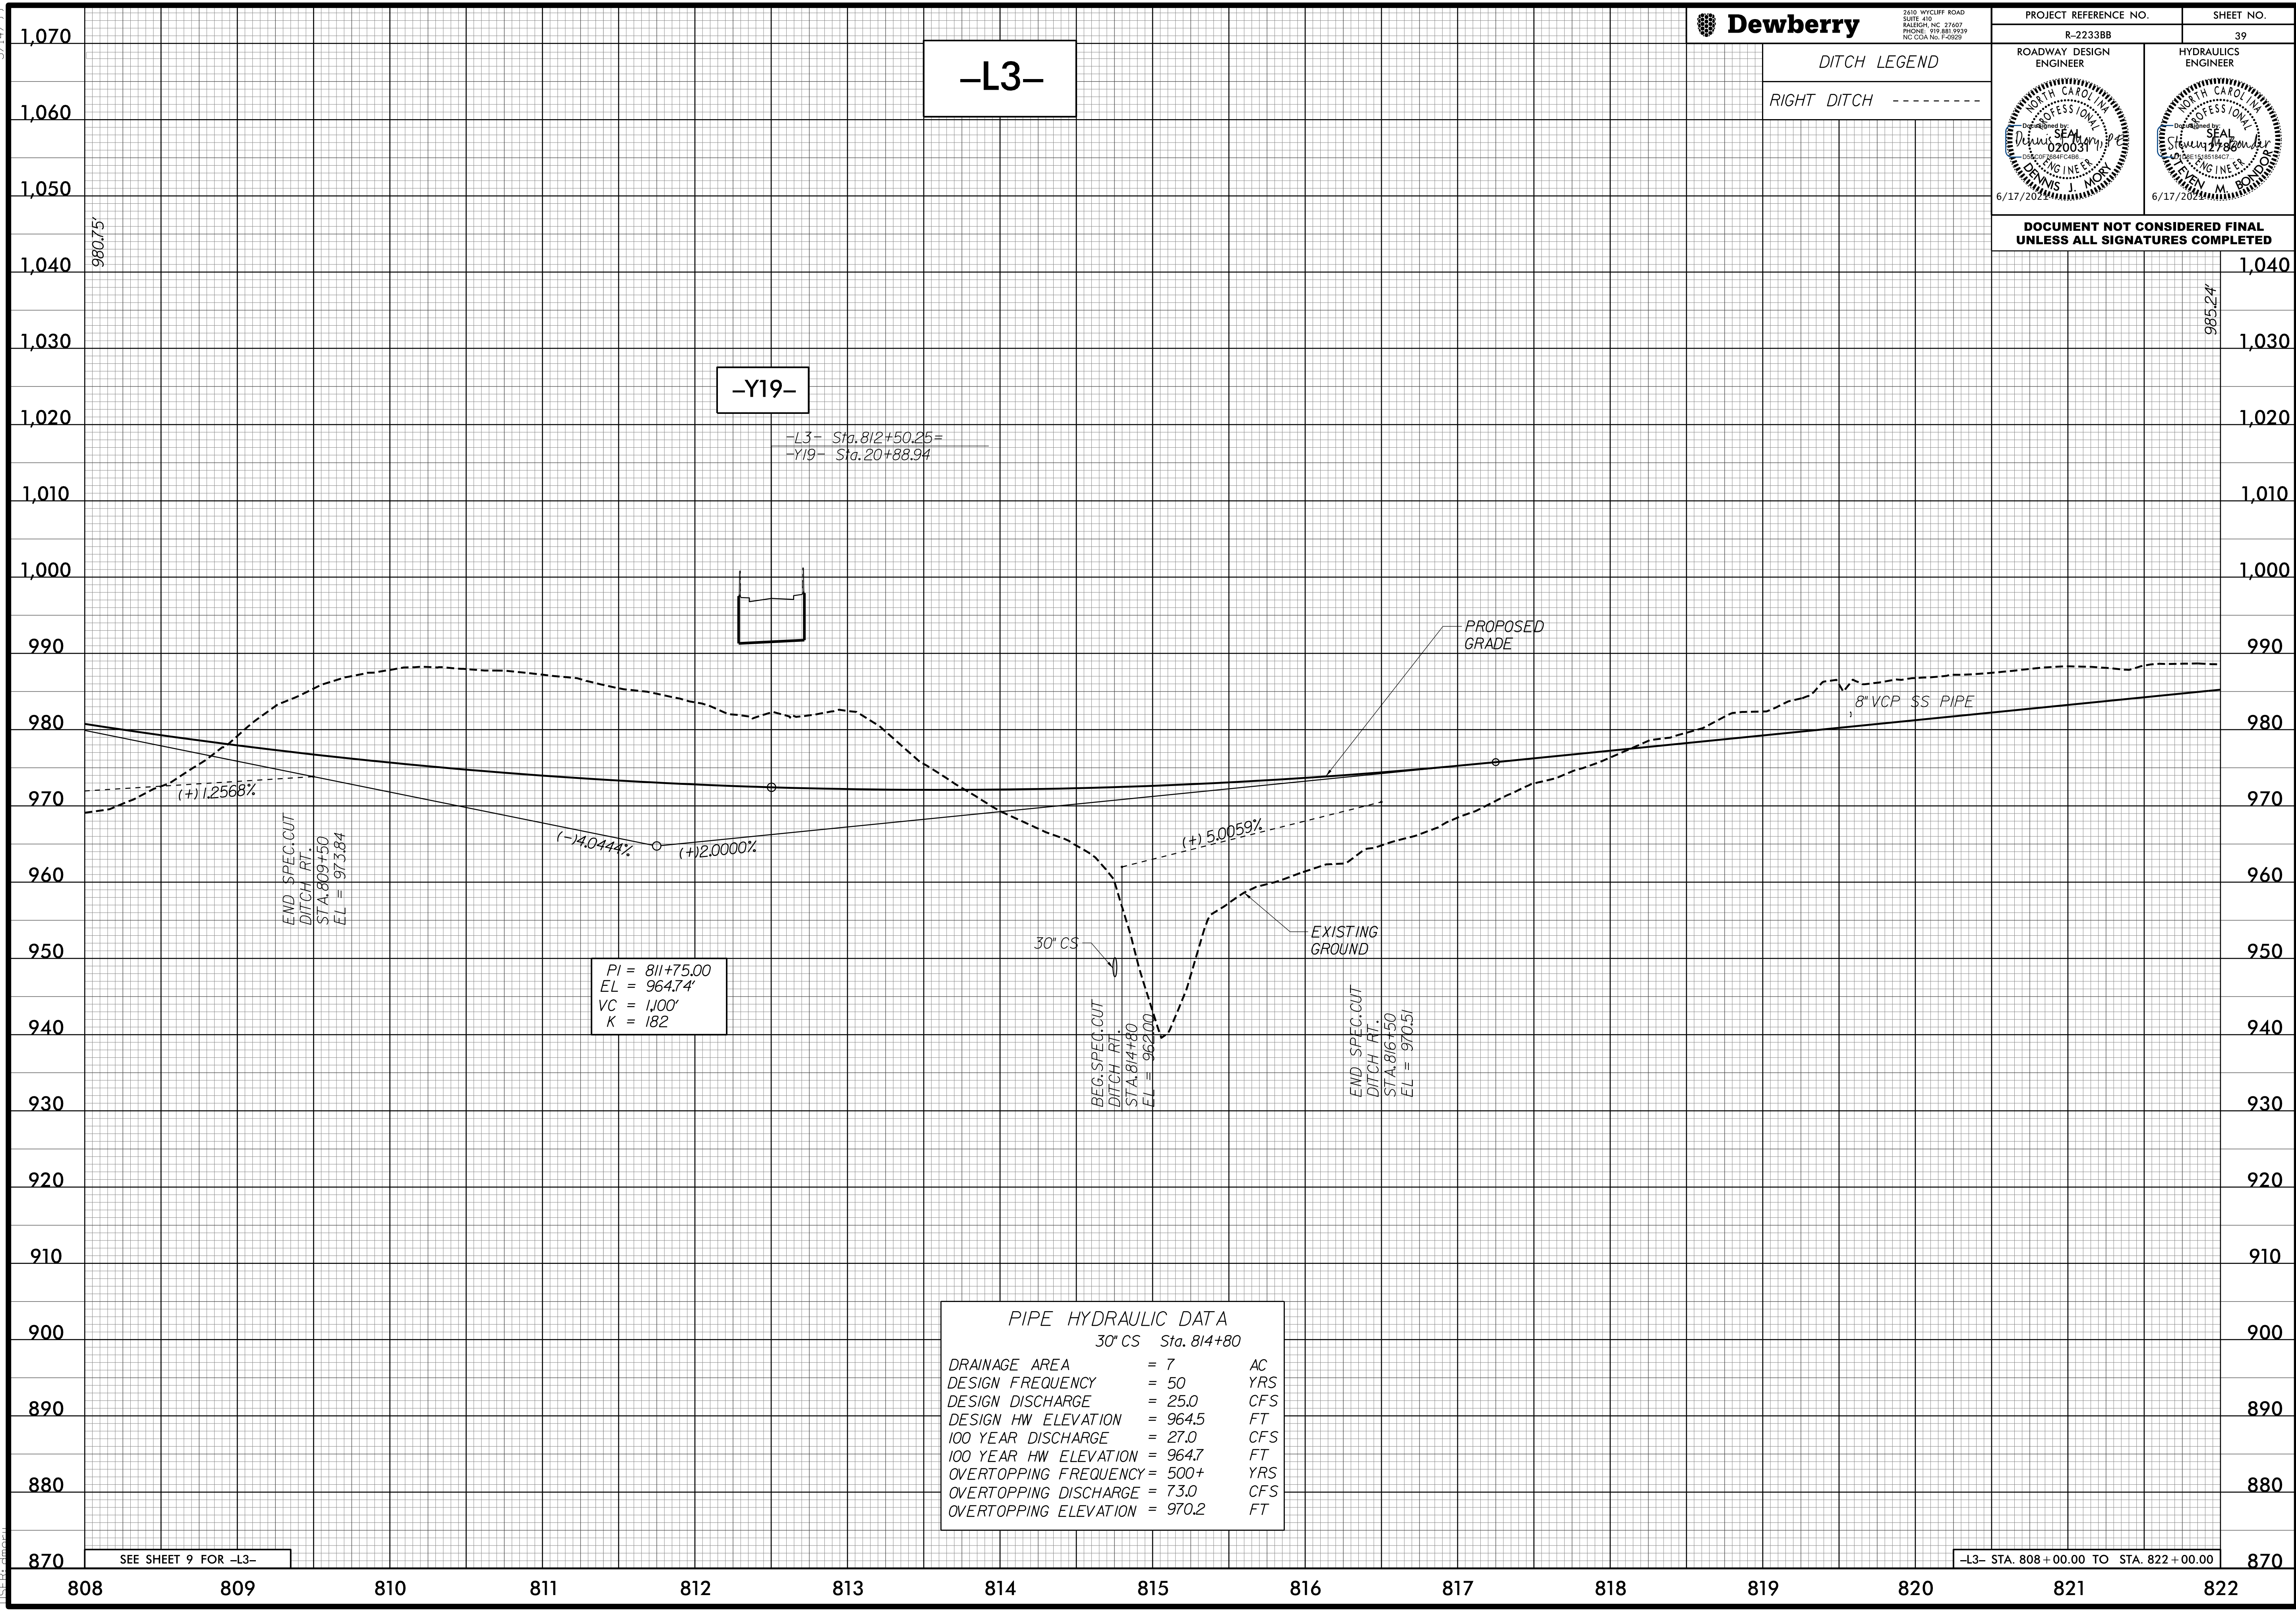 Dewberry
2610 WYCLIFF ROAD
SUITE 410
RALEIGH, NC 27607
PHONE: 919.881.9939
NC COA No. F-0929
PROJECT REFERENCE NO.
SHEET NO.
R-2233BB
39
ROADWAY DESIGN
ENGINEER
HYDRAULICS
ENGINEER
NORTH CAROLINA
PROFESSIONAL
DocuSigned by:
SEAL
020031
ENGINEER
DENNIS J. MORY
6/17/2021
NORTH CAROLINA
PROFESSIONAL
DocuSigned by:
SEAL
12786
ENGINEER
STEVEN M. BONDOR
6/17/2021
DOCUMENT NOT CONSIDERED FINAL
UNLESS ALL SIGNATURES COMPLETED
DITCH LEGEND
RIGHT DITCH
–L3–
1,070
1,060
1,050
1,040
1,030
1,020
1,010
1,000
990
980
970
960
950
940
930
920
910
900
890
880
870
980.75'
–Y19–
-L3- Sta. 812+50.25=
-Y19- Sta. 20+88.94
PROPOSED
GRADE
8" VCP SS PIPE
(+)1.2568%
(-)4.0444%
(+)2.0000%
(+)5.0059%
END SPEC. CUT
DITCH RT.
STA. 809+50
EL = 973.84
PI = 811+75.00
EL = 964.74'
VC = 1,100'
K = 182
30" CS
EXISTING
GROUND
BEG. SPEC. CUT
DITCH RT.
STA. 814+80
EL = 962.00
END SPEC. CUT
DITCH RT.
STA. 816+50
EL = 970.51
985.24'
1,040
1,030
1,020
1,010
1,000
990
980
970
960
950
940
930
920
910
900
890
880
870
PIPE HYDRAULIC DATA
30" CS Sta. 814+80
DRAINAGE AREA = 7 AC
DESIGN FREQUENCY = 50 YRS
DESIGN DISCHARGE = 25.0 CFS
DESIGN HW ELEVATION = 964.5 FT
100 YEAR DISCHARGE = 27.0 CFS
100 YEAR HW ELEVATION = 964.7 FT
OVERTOPPING FREQUENCY = 500+ YRS
OVERTOPPING DISCHARGE = 73.0 CFS
OVERTOPPING ELEVATION = 970.2 FT
SEE SHEET 9 FOR –L3–
–L3– STA. 808+00.00 TO STA. 822+00.00
808 809 810 811 812 813 814 815 816 817 818 819 820 821 822